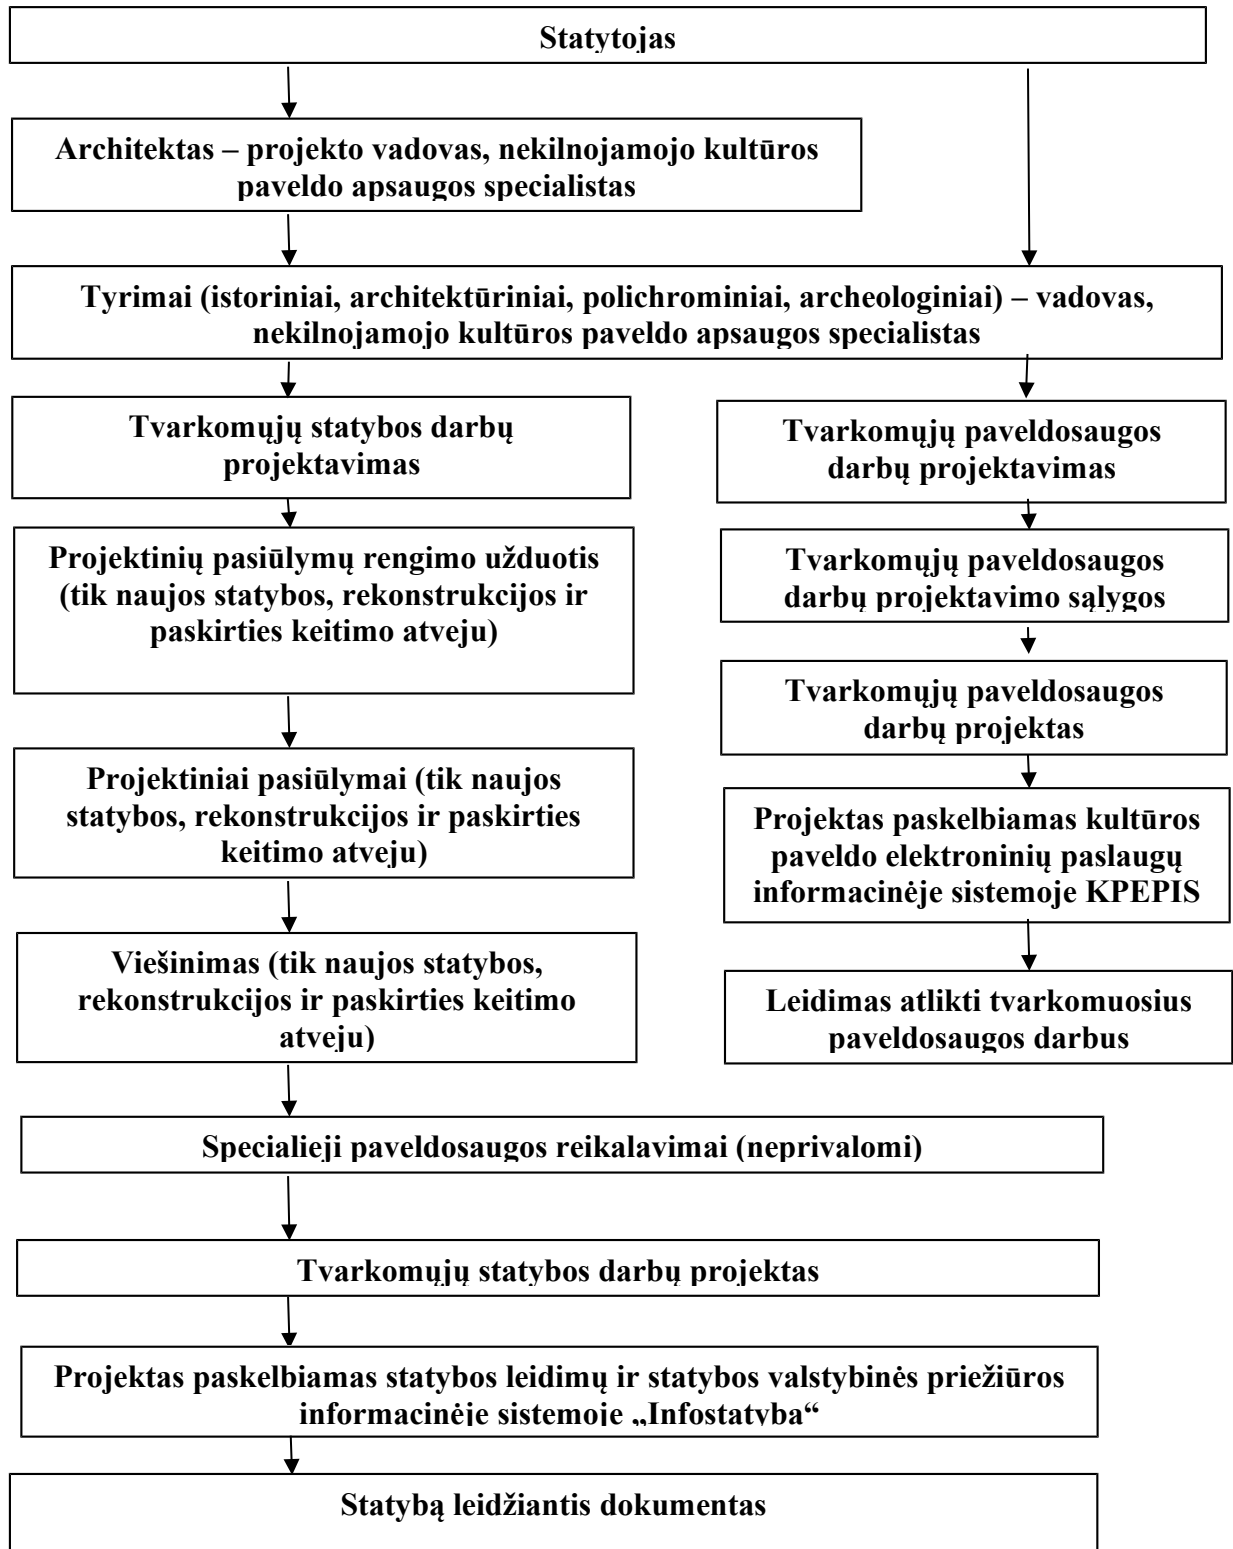 Statytojas
Architektas – projekto vadovas, nekilnojamojo kultūros
paveldo apsaugos specialistas
Tyrimai (istoriniai, architektūriniai, polichrominiai, archeologiniai) – vadovas,
nekilnojamojo kultūros paveldo apsaugos specialistas
Tvarkomųjų statybos darbų
projektavimas
Projektinių pasiūlymų rengimo užduotis
(tik naujos statybos, rekonstrukcijos ir
paskirties keitimo atveju)
Projektiniai pasiūlymai (tik naujos
statybos, rekonstrukcijos ir paskirties
keitimo atveju)
Viešinimas (tik naujos statybos,
rekonstrukcijos ir paskirties keitimo
atveju)
Tvarkomųjų paveldosaugos
darbų projektavimas
Tvarkomųjų paveldosaugos
darbų projektavimo sąlygos
Tvarkomųjų paveldosaugos
darbų projektas
Projektas paskelbiamas kultūros
paveldo elektroninių paslaugų
informacinėje sistemoje KPEPIS
Leidimas atlikti tvarkomuosius
paveldosaugos darbus
Specialieji paveldosaugos reikalavimai (neprivalomi)
Tvarkomųjų statybos darbų projektas
Projektas paskelbiamas statybos leidimų ir statybos valstybinės priežiūros
informacinėje sistemoje „Infostatyba“
Statybą leidžiantis dokumentas